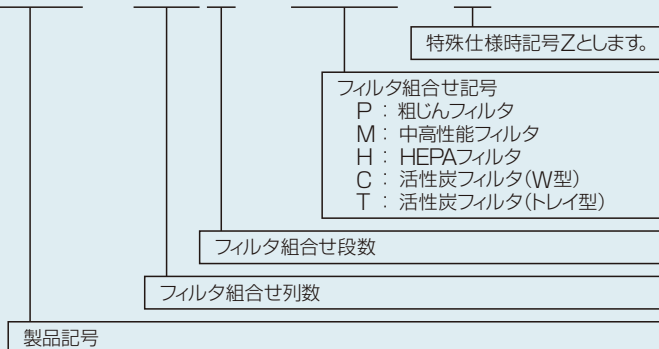 特殊仕様時記号Zとします。
フィルタ組合せ記号
P : 粗じんフィルタ
M : 中高性能フィルタ
H : HEPAフィルタ
C : 活性炭フィルタ(W型)
T : 活性炭フィルタ(トレイ型)
フィルタ組合せ段数
フィルタ組合せ列数
製品記号